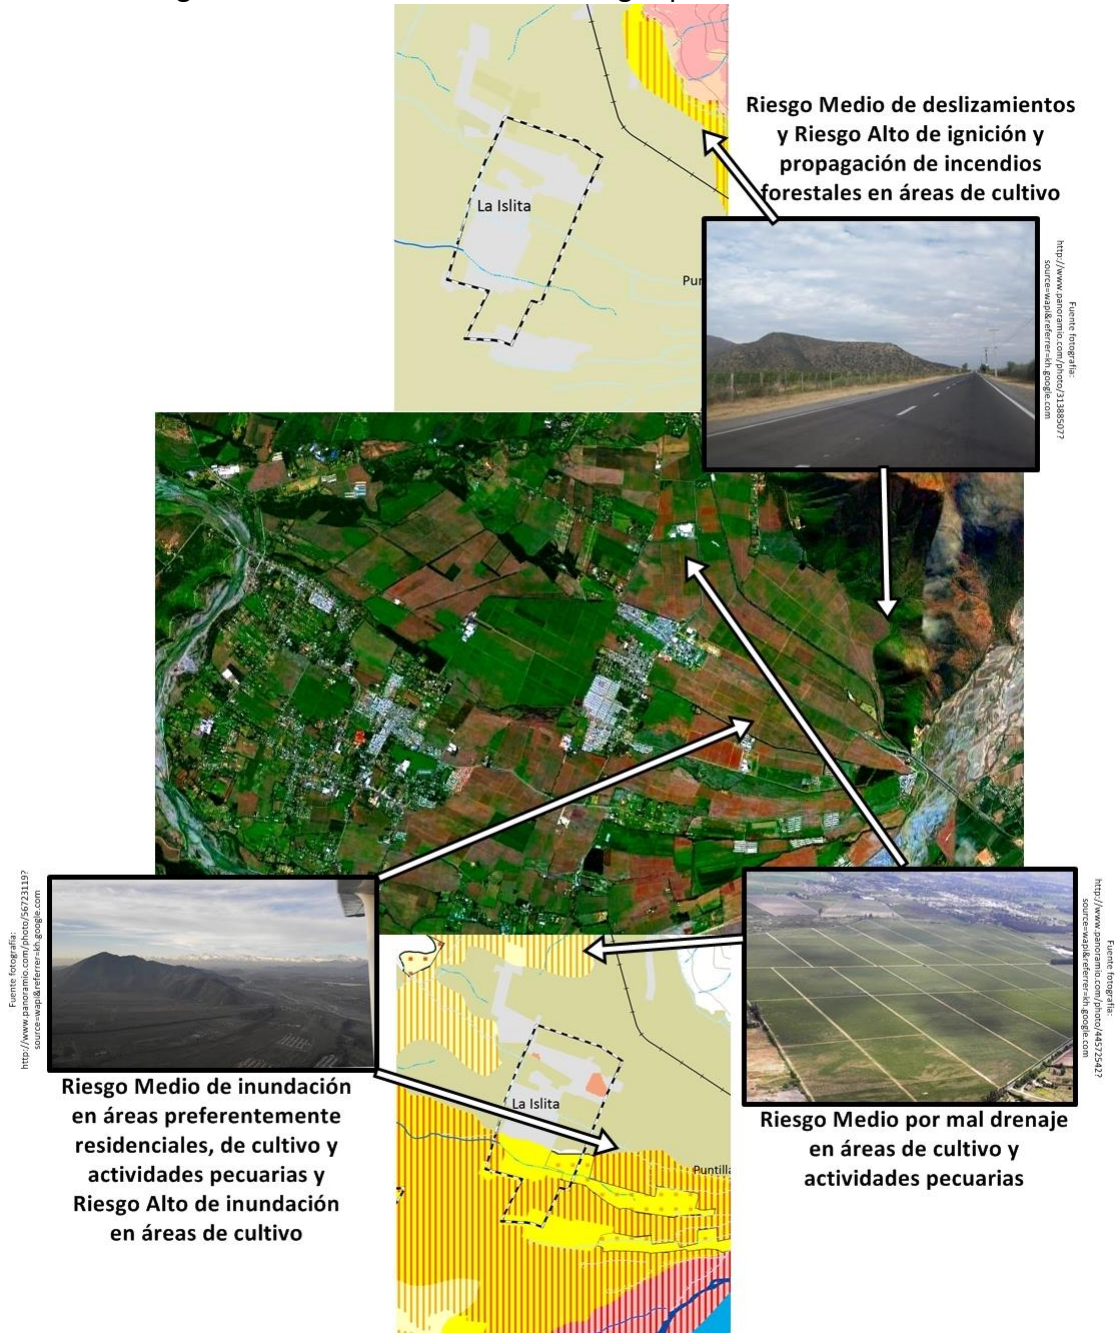 Riesgo Medio de deslizamientos
y Riesgo Alto de ignición y
propagación de incendios
forestales en áreas de cultivo
La Islita
Fuente fotografía:
http://www.panoramio.com/photo/31388507?
source=wapi&referrer=kh.google.com
Fuente fotografía:
http://www.panoramio.com/photo/56723119?
source=wapi&referrer=kh.google.com
Fuente fotografía:
http://www.panoramio.com/photo/44572542?
source=wapi&referrer=kh.google.com
Riesgo Medio de inundación
en áreas preferentemente
residenciales, de cultivo y
actividades pecuarias y
Riesgo Alto de inundación
en áreas de cultivo
La Islita
Puntilla
Riesgo Medio por mal drenaje
en áreas de cultivo y
actividades pecuarias